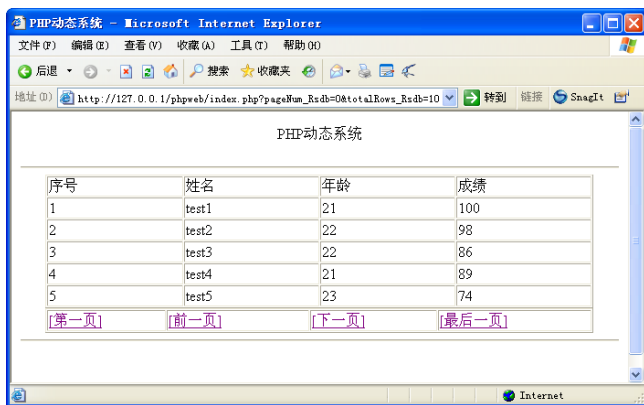 PHP动态系统 - Microsoft Internet Explorer
文件(F) 编辑(E) 查看(V) 收藏(A) 工具(T) 帮助(H)
后退 搜索 收藏夹
地址(D) http://127.0.0.1/phpweb/index.php?pageNum_Rsdb=0&totalRows_Rsdb=10 转到 链接 SnagIt
PHP动态系统
序号 姓名 年龄 成绩
1 test1 21 100
2 test2 22 98
3 test3 22 86
4 test4 21 89
5 test5 23 74
[第一页] [前一页] [下一页] [最后一页]
Internet